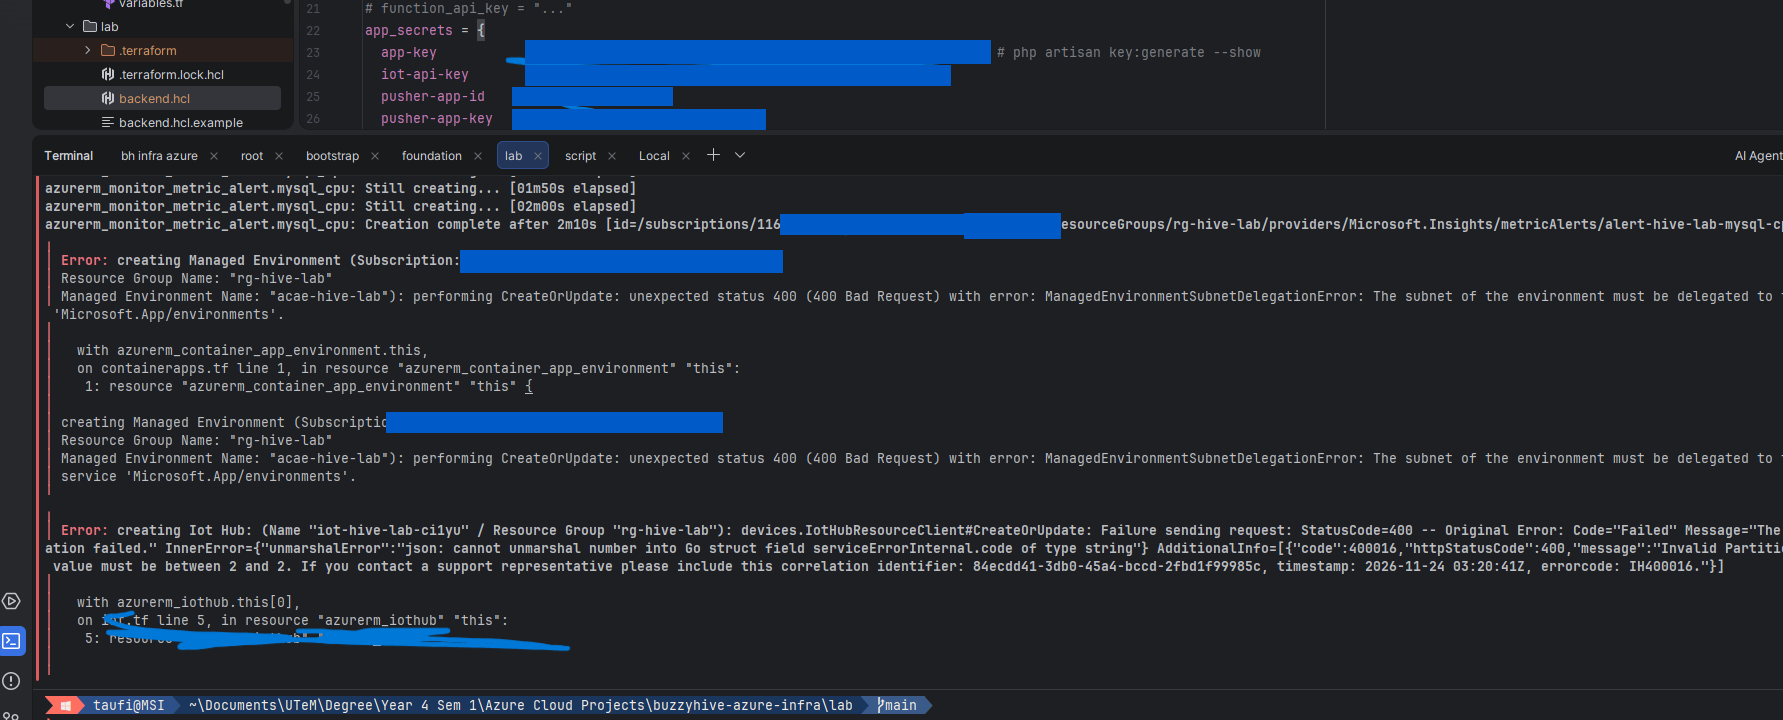 variables.tf
lab
.terraform
.terraform.lock.hcl
backend.hcl
backend.hcl.example
21 # function_api_key = "..."
22 app_secrets = {
23 app-key # php artisan key:generate --show
24 iot-api-key
25 pusher-app-id
26 pusher-app-key
Terminal bh infra azure × root × bootstrap × foundation × lab × script × Local × + AI Agent
azurerm_monitor_metric_alert.mysql_cpu: Still creating... [01m50s elapsed]
azurerm_monitor_metric_alert.mysql_cpu: Still creating... [02m00s elapsed]
azurerm_monitor_metric_alert.mysql_cpu: Creation complete after 2m10s [id=/subscriptions/116 esourceGroups/rg-hive-lab/providers/Microsoft.Insights/metricAlerts/alert-hive-lab-mysql-cp
Error: creating Managed Environment (Subscription:
Resource Group Name: "rg-hive-lab"
Managed Environment Name: "acae-hive-lab"): performing CreateOrUpdate: unexpected status 400 (400 Bad Request) with error: ManagedEnvironmentSubnetDelegationError: The subnet of the environment must be delegated to
'Microsoft.App/environments'.
with azurerm_container_app_environment.this,
on containerapps.tf line 1, in resource "azurerm_container_app_environment" "this":
1: resource "azurerm_container_app_environment" "this" {
creating Managed Environment (Subscriptio
Resource Group Name: "rg-hive-lab"
Managed Environment Name: "acae-hive-lab"): performing CreateOrUpdate: unexpected status 400 (400 Bad Request) with error: ManagedEnvironmentSubnetDelegationError: The subnet of the environment must be delegated to
service 'Microsoft.App/environments'.
Error: creating Iot Hub: (Name "iot-hive-lab-ci1yu" / Resource Group "rg-hive-lab"): devices.IotHubResourceClient#CreateOrUpdate: Failure sending request: StatusCode=400 -- Original Error: Code="Failed" Message="The
ation failed." InnerError={"unmarshalError":"json: cannot unmarshal number into Go struct field serviceErrorInternal.code of type string"} AdditionalInfo=[{"code":400016,"httpStatusCode":400,"message":"Invalid Partiti
value must be between 2 and 2. If you contact a support representative please include this correlation identifier: 84ecdd41-3db0-45a4-bccd-2fbd1f99985c, timestamp: 2026-11-24 03:20:41Z, errorcode: IH400016."}]
with azurerm_iothub.this[0],
on iot.tf line 5, in resource "azurerm_iothub" "this":
5:
taufi@MSI ~\Documents\UTeM\Degree\Year 4 Sem 1\Azure Cloud Projects\buzzyhive-azure-infra\lab main